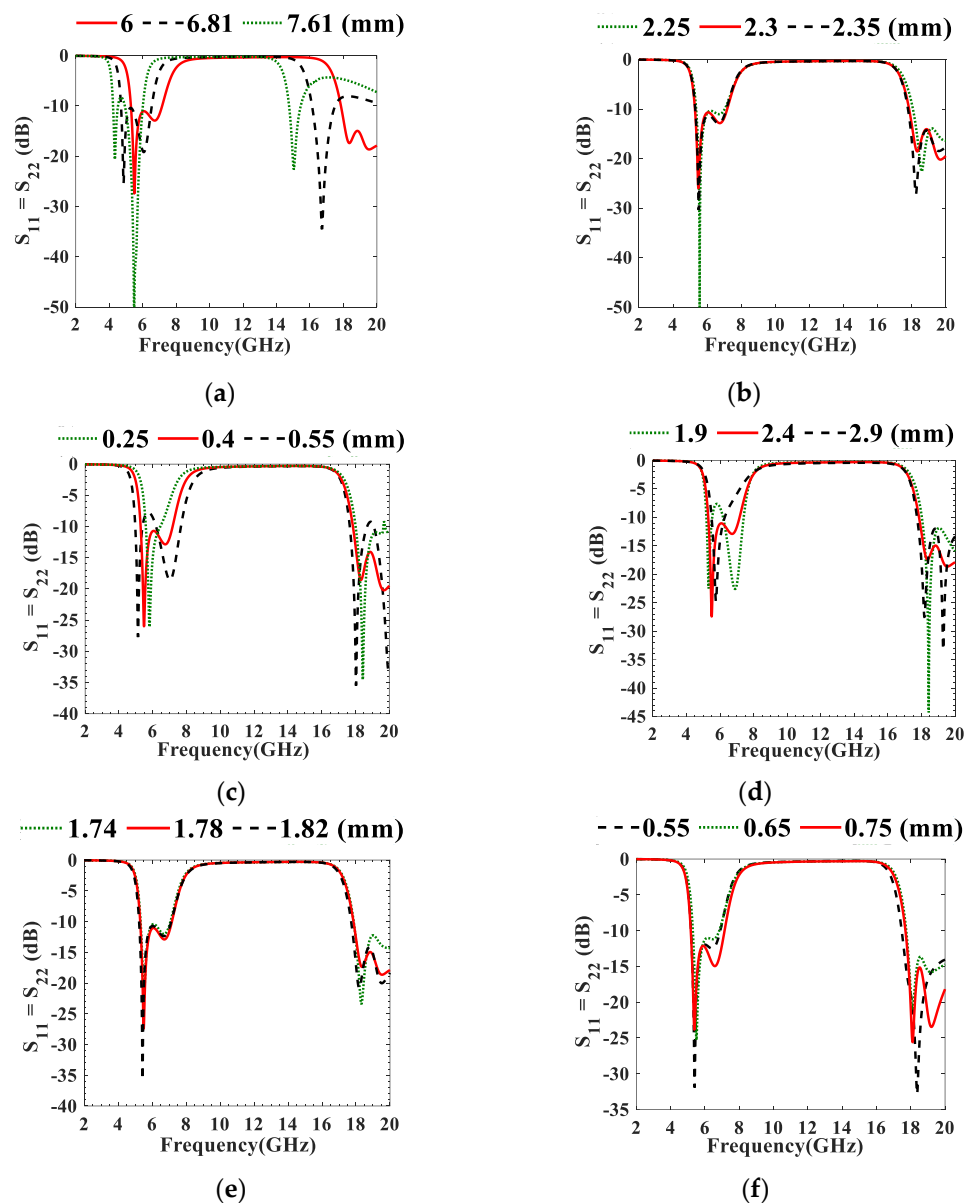 6 6.81 7.61 (mm)
2.25 2.3 2.35 (mm)
0
-10
-20
-30
-40
-50
S11 = S22 (dB)
2 4 6 8 10 12 14 16 18 20
Frequency(GHz)
(a)
0
-10
-20
-30
-40
-50
S11 = S22 (dB)
2 4 6 8 10 12 14 16 18 20
Frequency(GHz)
(b)
0.25 0.4 0.55 (mm)
1.9 2.4 2.9 (mm)
0
-5
-10
-15
-20
-25
-30
-35
-40
S11 = S22 (dB)
2 4 6 8 10 12 14 16 18 20
Frequency(GHz)
(c)
0
-5
-10
-15
-20
-25
-30
-35
-40
-45
S11 = S22 (dB)
2 4 6 8 10 12 14 16 18 20
Frequency(GHz)
(d)
1.74 1.78 1.82 (mm)
0.55 0.65 0.75 (mm)
0
-5
-10
-15
-20
-25
-30
-35
-40
S11 = S22 (dB)
2 4 6 8 10 12 14 16 18 20
Frequency(GHz)
(e)
0
-5
-10
-15
-20
-25
-30
-35
S11 = S22 (dB)
2 4 6 8 10 12 14 16 18 20
Frequency(GHz)
(f)